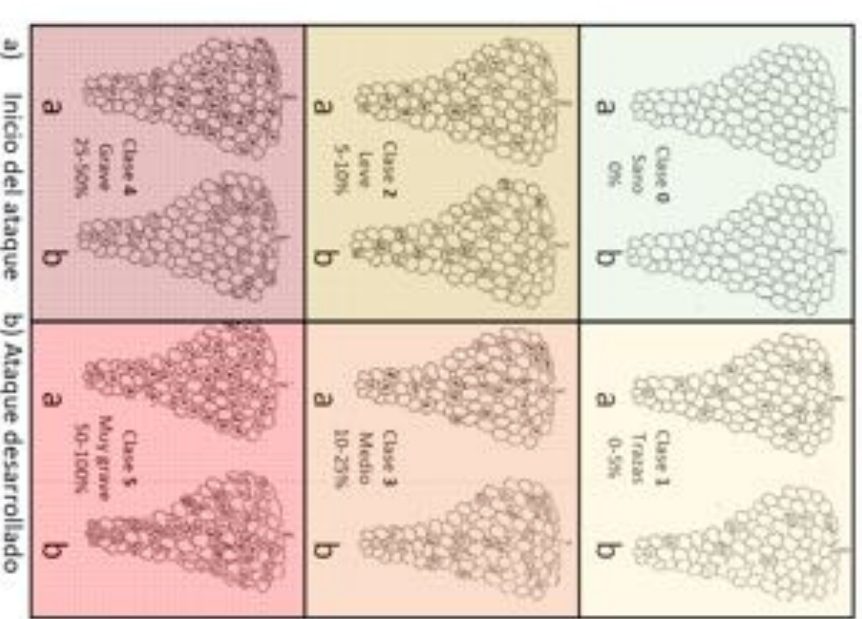 a
b
Clase 0
Sano
0%
a
b
Clase 1
Trazas
0-5%
a
b
Clase 2
Leve
5-10%
a
b
Clase 3
Medio
10-25%
a
b
Clase 4
Grave
25-50%
a
b
Clase 5
Muy grave
50-100%
a) Inicio del ataque b) Ataque desarrollado